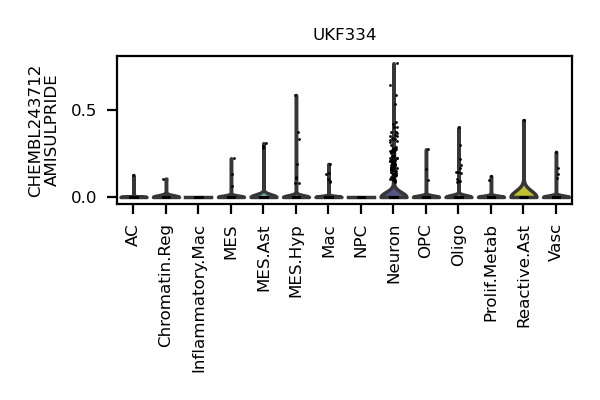 UKF334
CHEMBL243712
AMISULPRIDE
0.5
0.0
AC
Chromatin.Reg
Inflammatory.Mac
MES
MES.Ast
MES.Hyp
Mac
NPC
Neuron
OPC
Oligo
Prolif.Metab
Reactive.Ast
Vasc